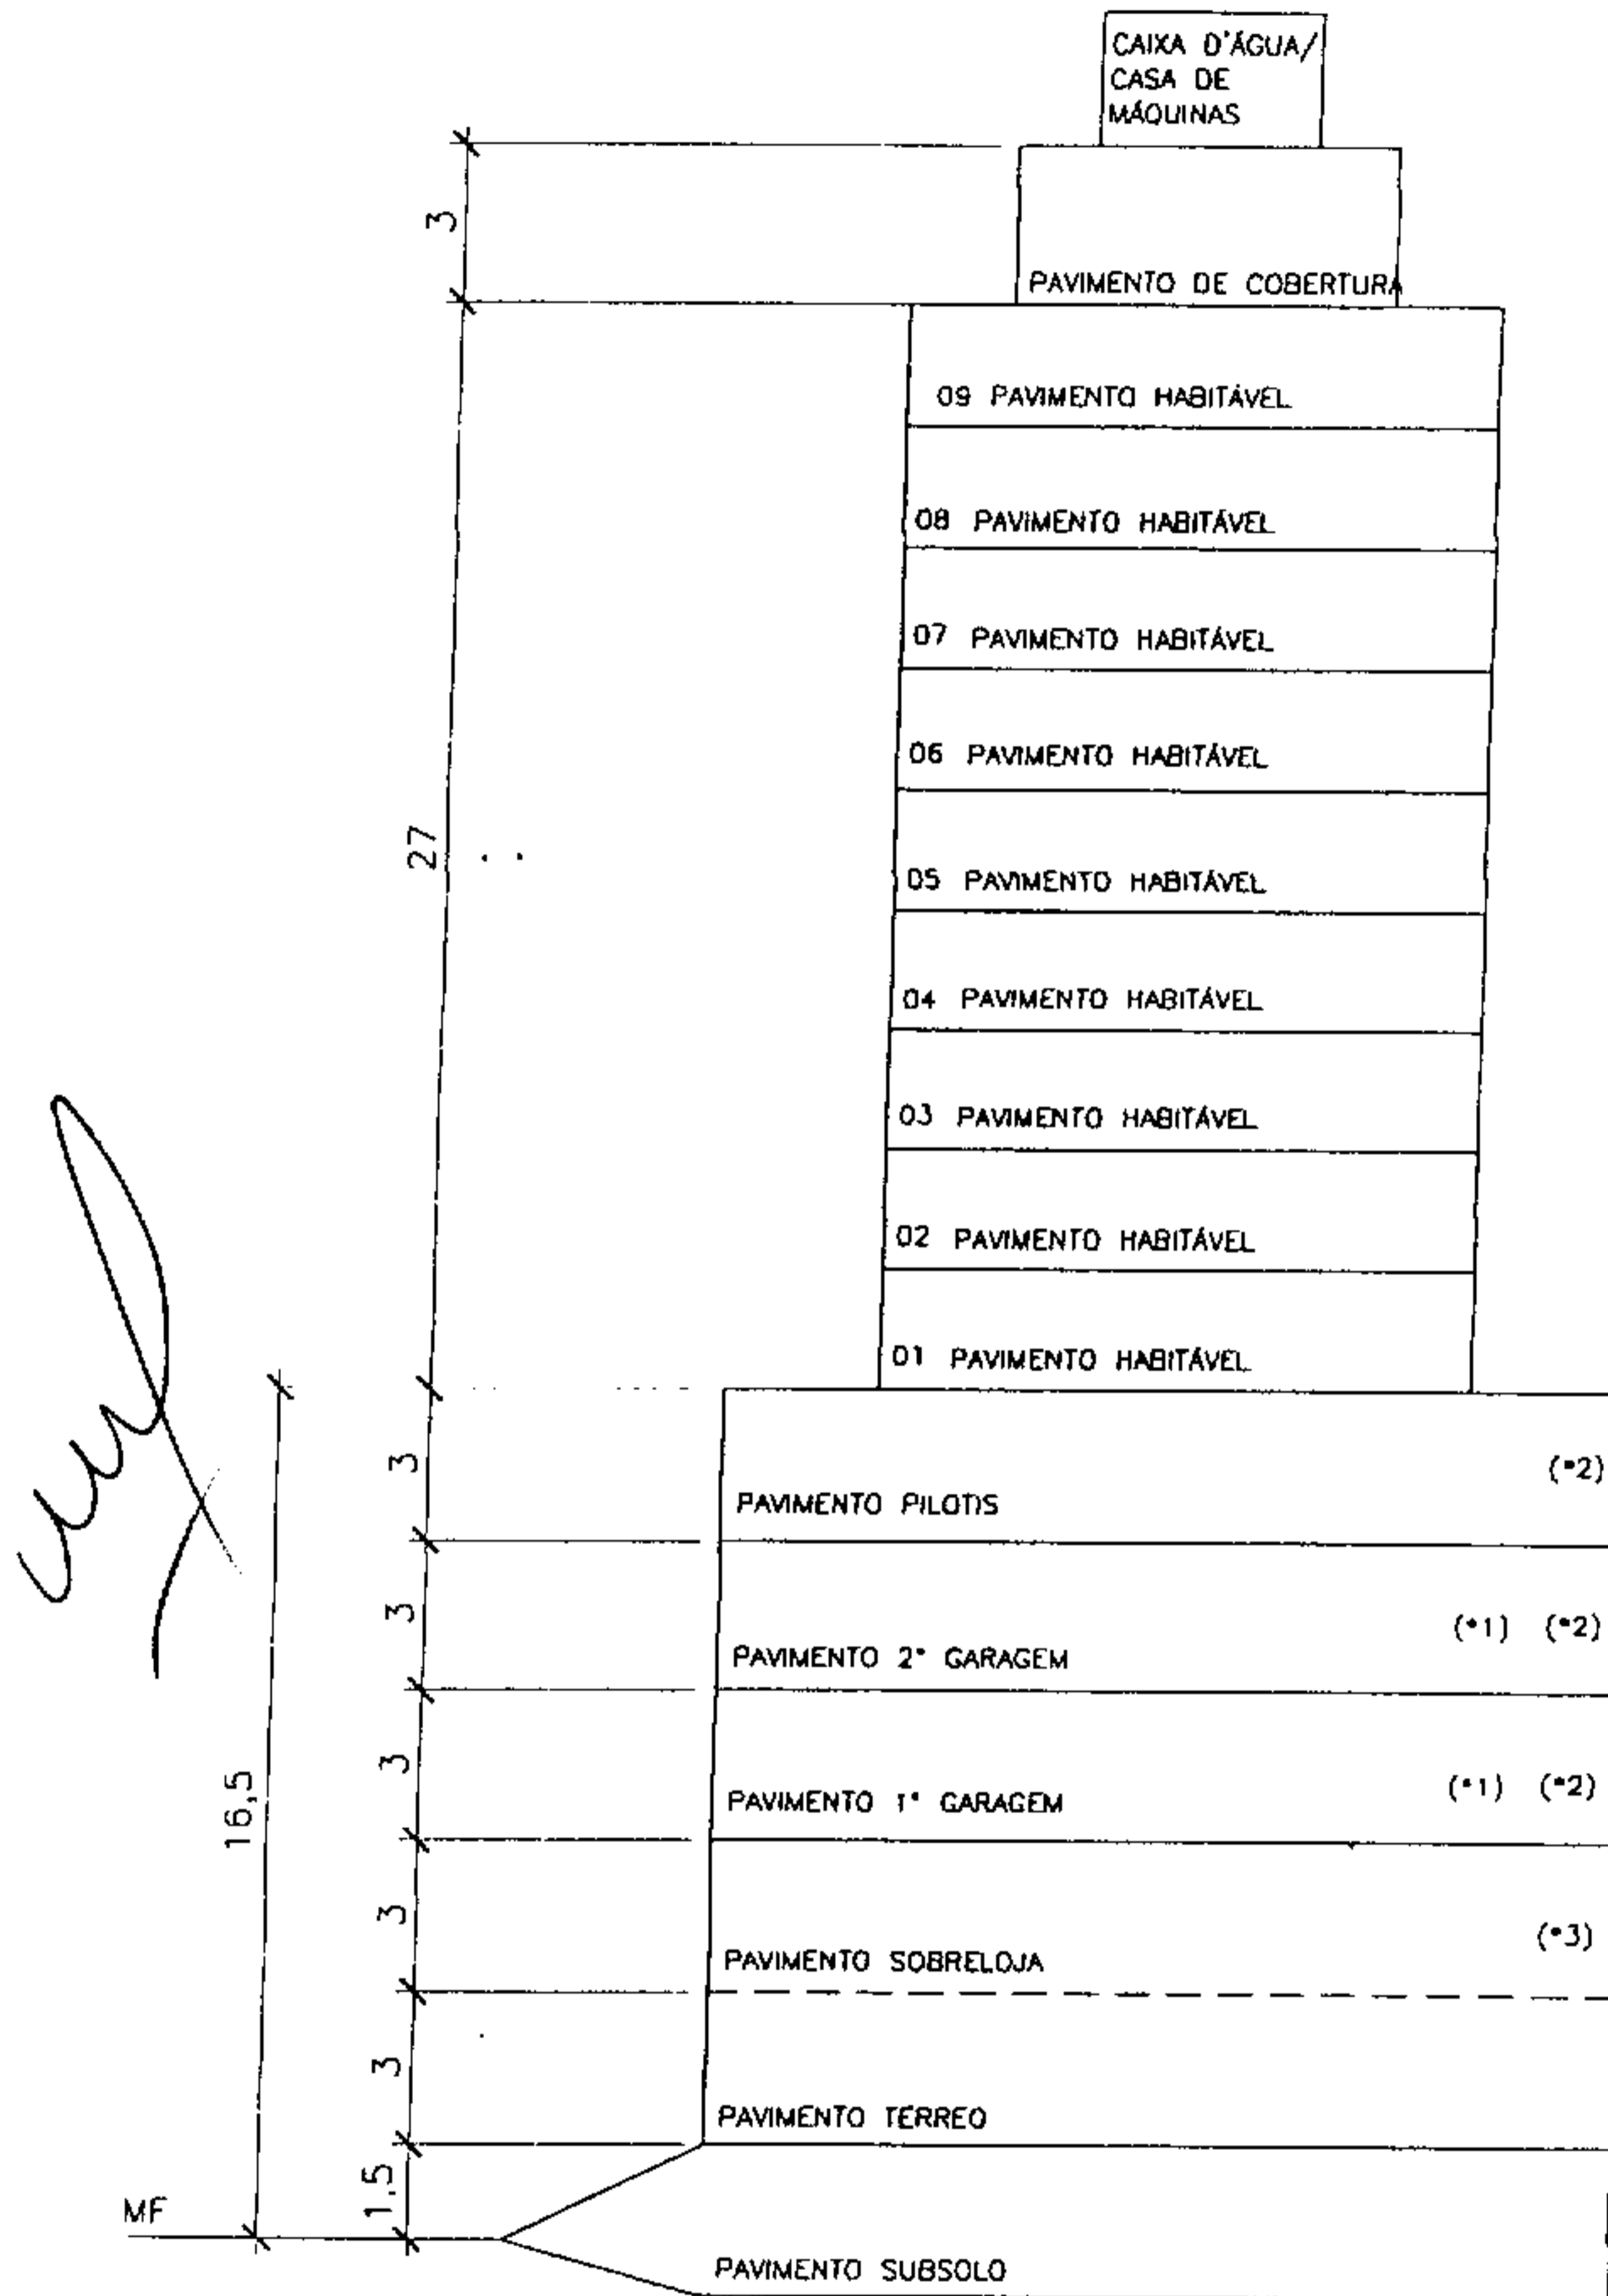 CAIXA D'ÁGUA/
CASA DE
MÁQUINAS
3
PAVIMENTO DE COBERTURA
09 PAVIMENTO HABITÁVEL
08 PAVIMENTO HABITÁVEL
07 PAVIMENTO HABITÁVEL
06 PAVIMENTO HABITÁVEL
27
05 PAVIMENTO HABITÁVEL
04 PAVIMENTO HABITÁVEL
03 PAVIMENTO HABITÁVEL
02 PAVIMENTO HABITÁVEL
01 PAVIMENTO HABITÁVEL
3
PAVIMENTO PILOTIS (*2)
3
PAVIMENTO 2° GARAGEM (*1) (*2)
3
PAVIMENTO 1° GARAGEM (*1) (*2)
16,5
3
PAVIMENTO SOBRELOJA (*3)
3
PAVIMENTO TERREO
1,5
MF
PAVIMENTO SUBSOLO